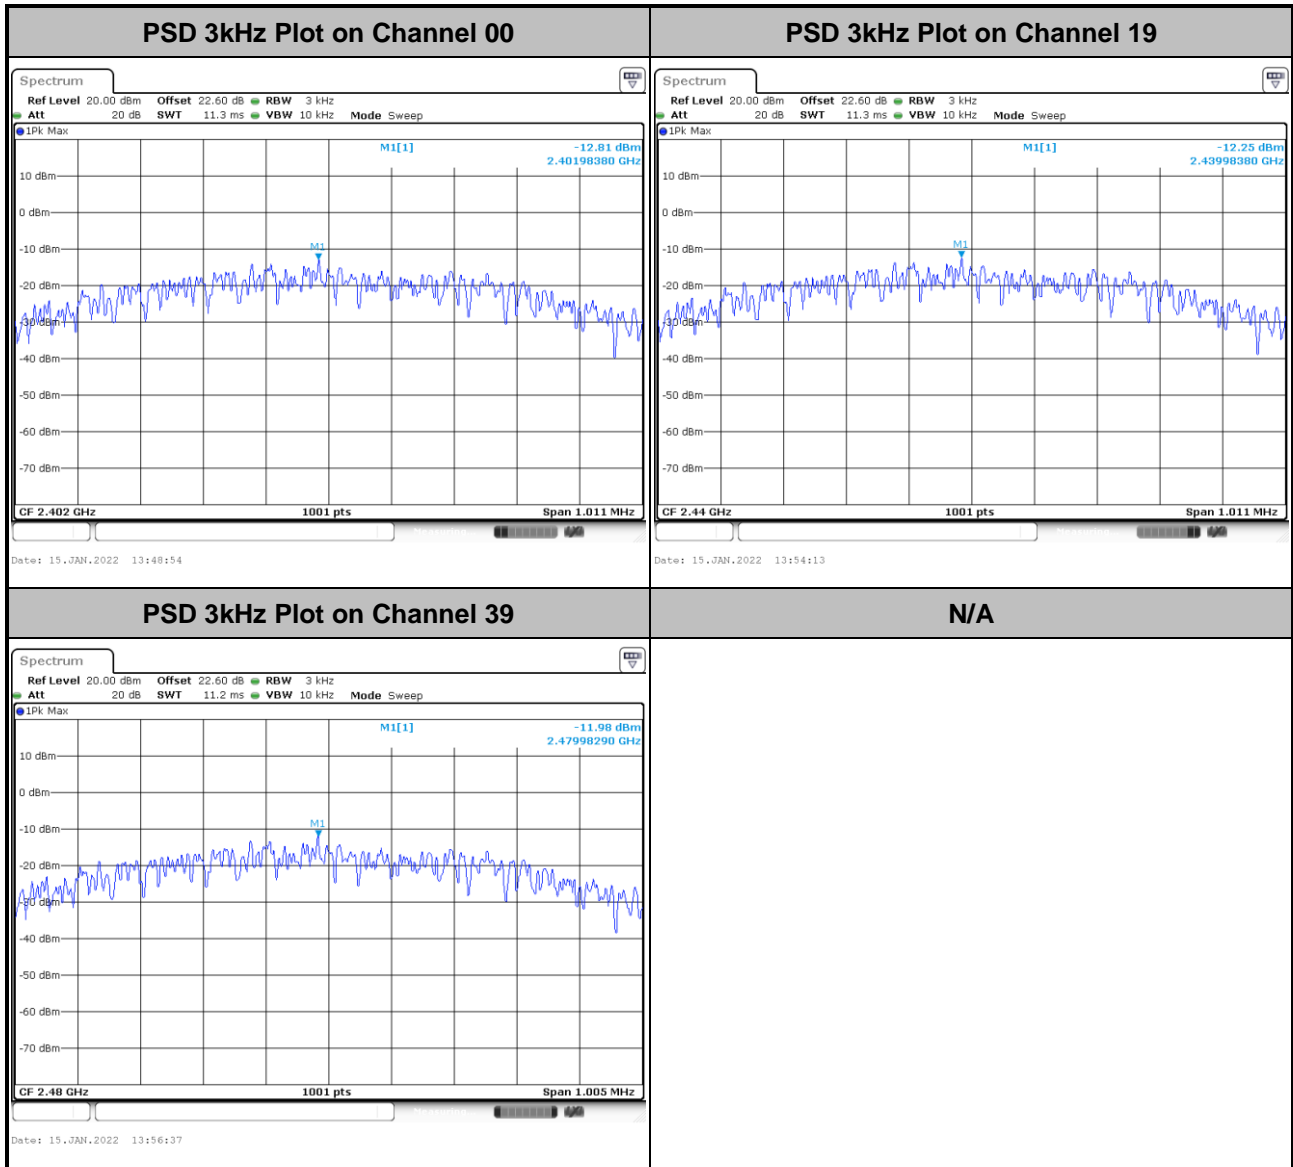 PSD 3kHz Plot on Channel 00
Spectrum
Ref Level 20.00 dBm Offset 22.60 dB RBW 3 kHz
Att 20 dB SWT 11.3 ms VBW 10 kHz Mode Sweep
1Pk Max
M1[1] -12.81 dBm
2.40198380 GHz
10 dBm
0 dBm
M1
-10 dBm
-20 dBm
-30 dBm
-40 dBm
-50 dBm
-60 dBm
-70 dBm
CF 2.402 GHz 1001 pts Span 1.011 MHz
Measuring...
Date: 15.JAN.2022 13:48:54
PSD 3kHz Plot on Channel 19
Spectrum
Ref Level 20.00 dBm Offset 22.60 dB RBW 3 kHz
Att 20 dB SWT 11.3 ms VBW 10 kHz Mode Sweep
1Pk Max
M1[1] -12.25 dBm
2.43998380 GHz
10 dBm
0 dBm
M1
-10 dBm
-20 dBm
-30 dBm
-40 dBm
-50 dBm
-60 dBm
-70 dBm
CF 2.44 GHz 1001 pts Span 1.011 MHz
Measuring...
Date: 15.JAN.2022 13:54:13
PSD 3kHz Plot on Channel 39
Spectrum
Ref Level 20.00 dBm Offset 22.60 dB RBW 3 kHz
Att 20 dB SWT 11.2 ms VBW 10 kHz Mode Sweep
1Pk Max
M1[1] -11.98 dBm
2.47998290 GHz
10 dBm
0 dBm
M1
-10 dBm
-20 dBm
-30 dBm
-40 dBm
-50 dBm
-60 dBm
-70 dBm
CF 2.48 GHz 1001 pts Span 1.005 MHz
Measuring...
Date: 15.JAN.2022 13:56:37
N/A